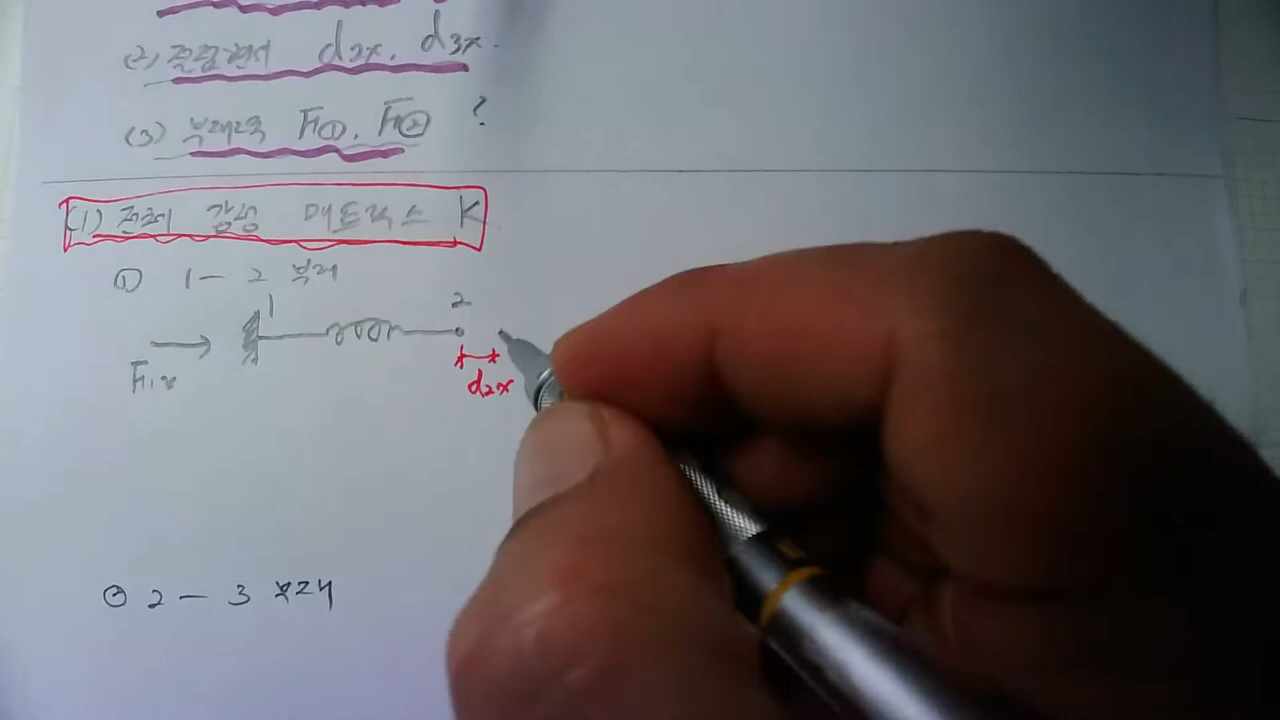 (2) 절점변위 d2x, d3x.
(3) 부재력 F①, F② ?
(1) 전체 강성 매트릭스 K
① 1 - 2 부재
1 2
F1x
d2x
② 2 - 3 부재